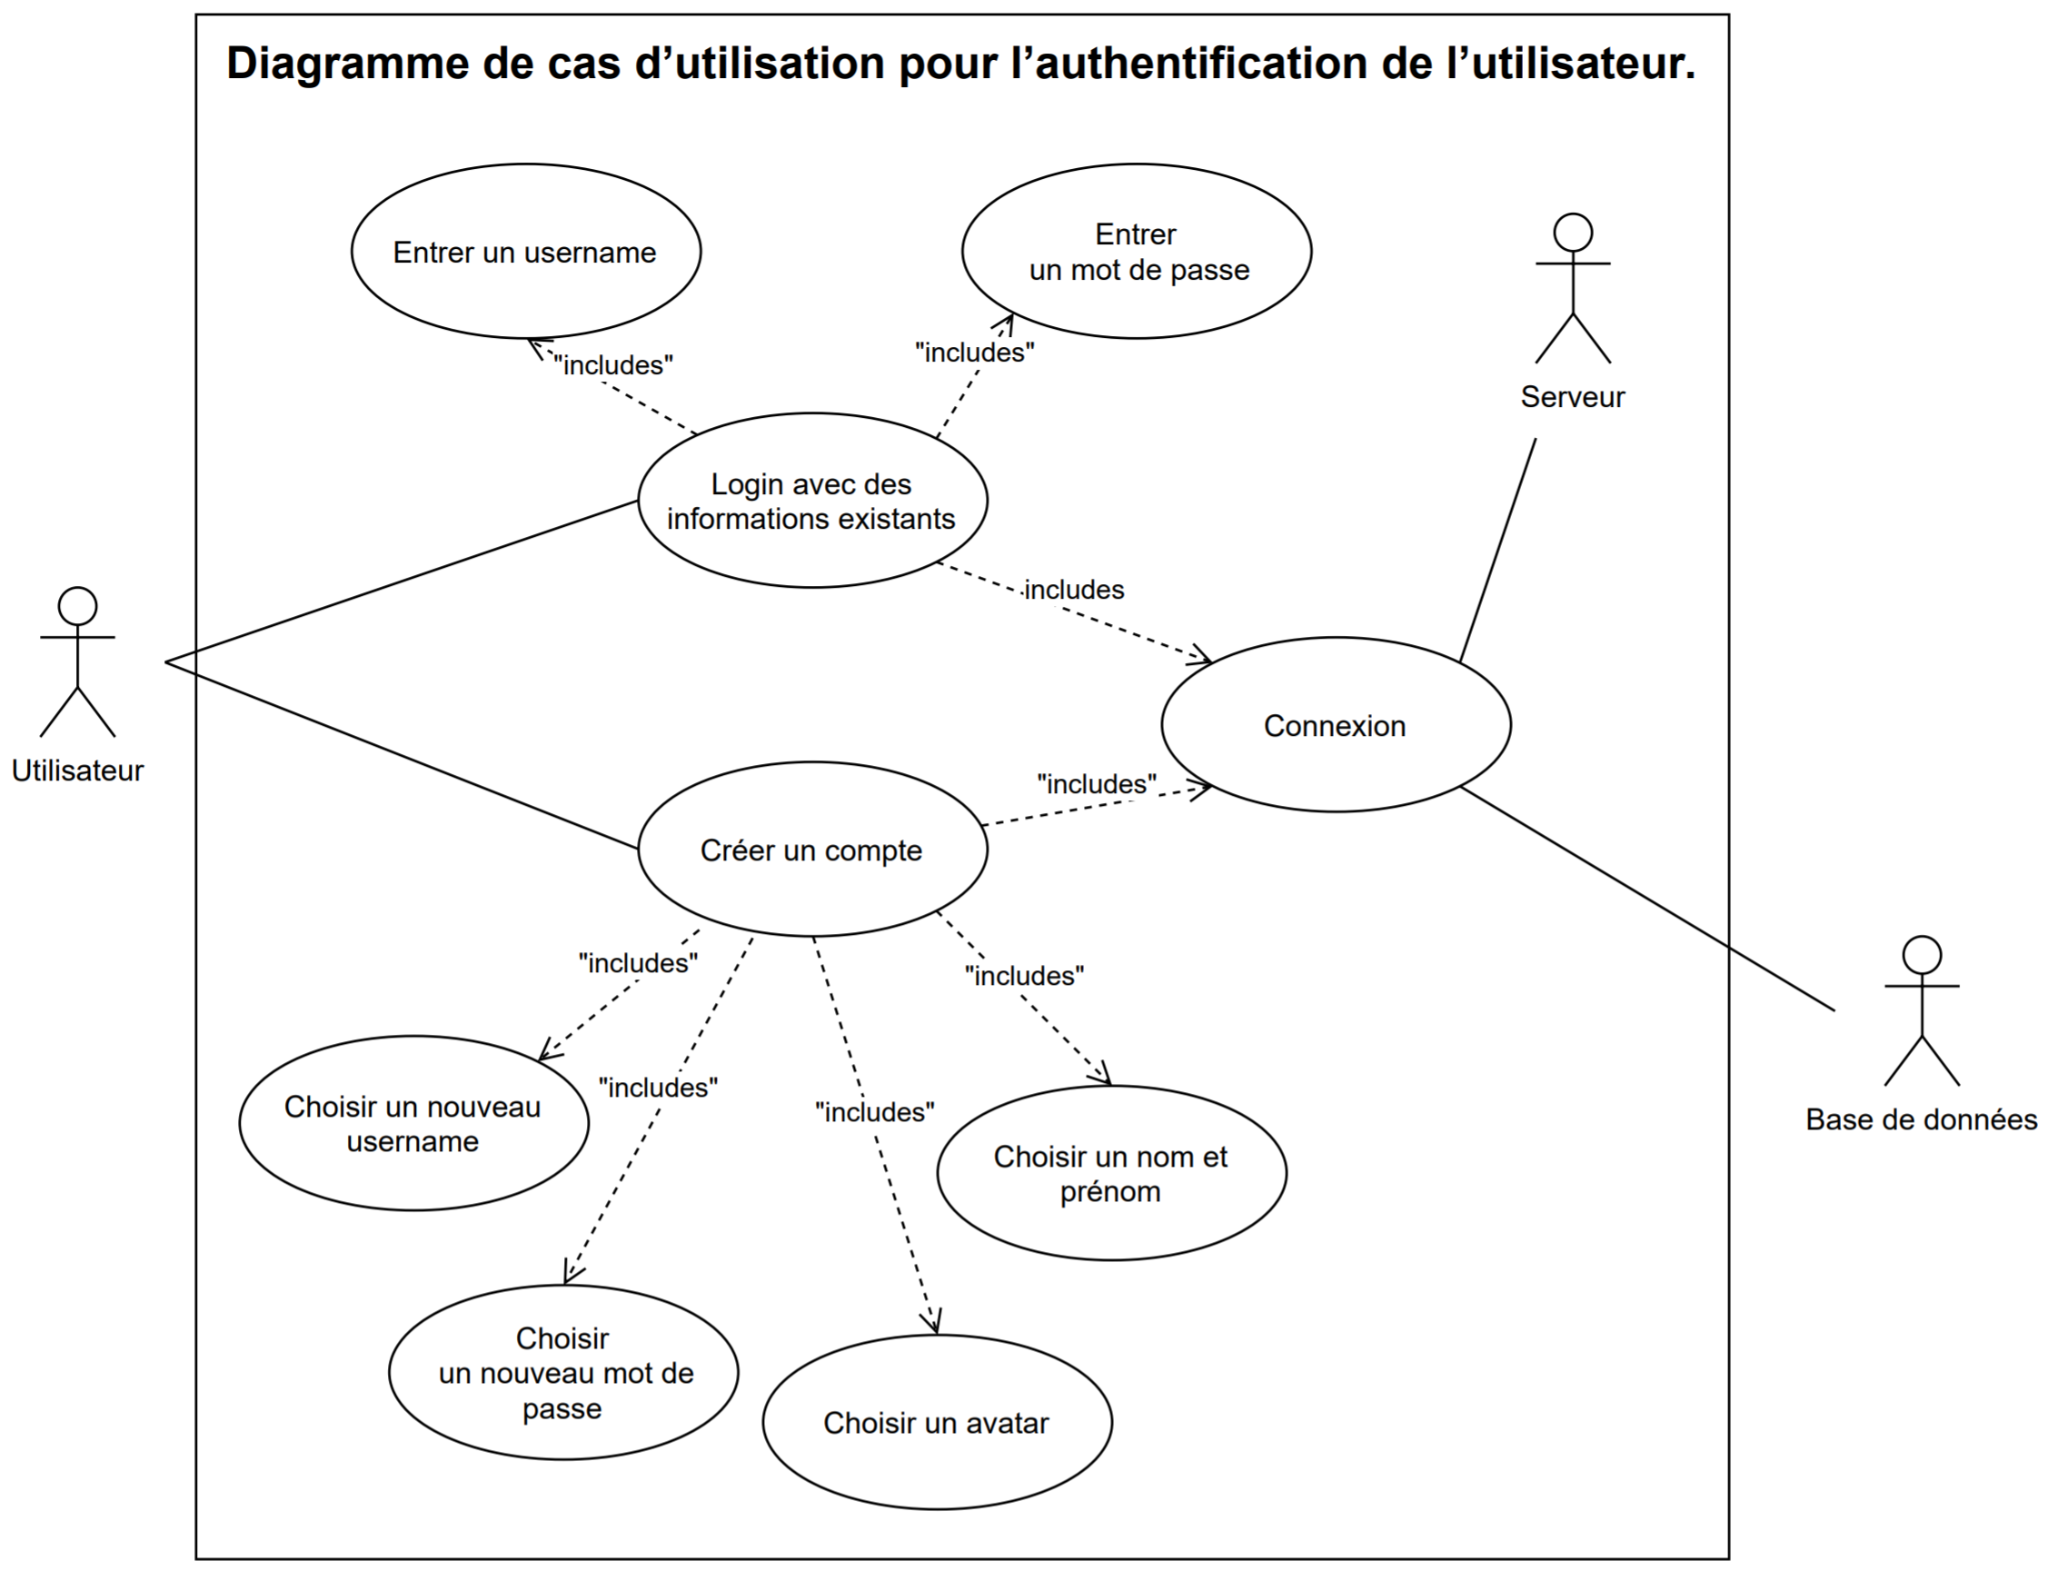 Diagramme de cas d’utilisation pour l’authentification de l’utilisateur.
Entrer un username
Entrer
un mot de passe
Serveur
"includes"
"includes"
Login avec des
informations existants
includes
Utilisateur
Connexion
"includes"
Créer un compte
"includes"
"includes"
"includes"
"includes"
Choisir un nouveau
username
Choisir un nom et
prénom
Base de données
Choisir
un nouveau mot de
passe
Choisir un avatar